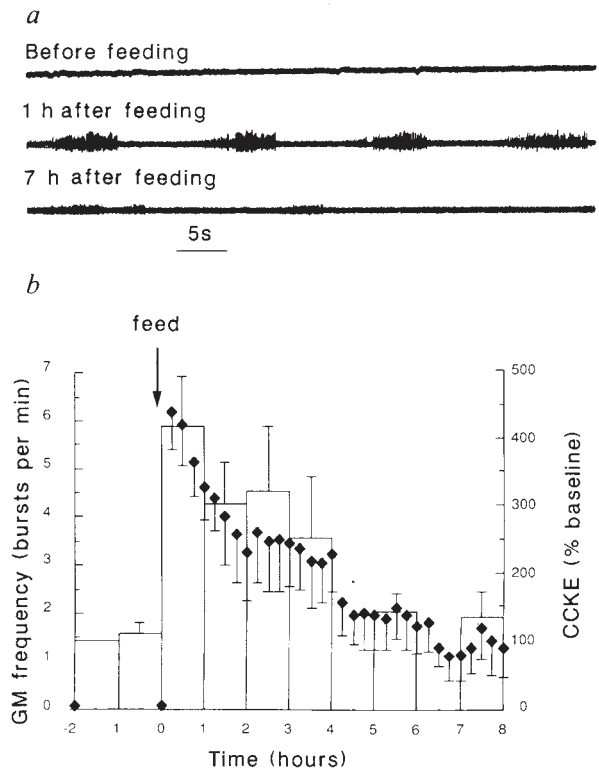 a
Before feeding
1 h after feeding
7 h after feeding
5s
b
feed
GM frequency (bursts per min)
7
6
5
4
3
2
1
0
500
400
300
200
100
0
CCKE (% baseline)
-2 1 0 1 2 3 4 5 6 7 8
Time (hours)